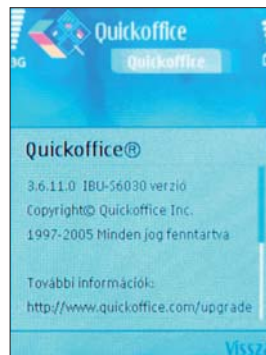 3G
Quickoffice
Quickoffice
Quickoffice®
3.6.11.0 IBU-S6030 verzió
Copyright© Quickoffice Inc.
1997-2005 Minden jog fenntartva
További információk:
http://www.quickoffice.com/upgrade